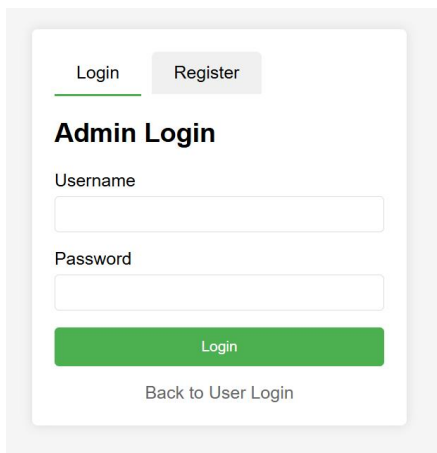 Login Register
Admin Login
Username
Password
Login
Back to User Login